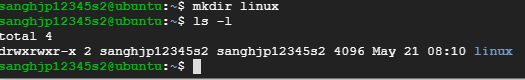 sanghjp12345s2@ubuntu:~$ mkdir linux
sanghjp12345s2@ubuntu:~$ ls -l
total 4
drwxrwxr-x 2 sanghjp12345s2 sanghjp12345s2 4096 May 21 08:10 linux
sanghjp12345s2@ubuntu:~$